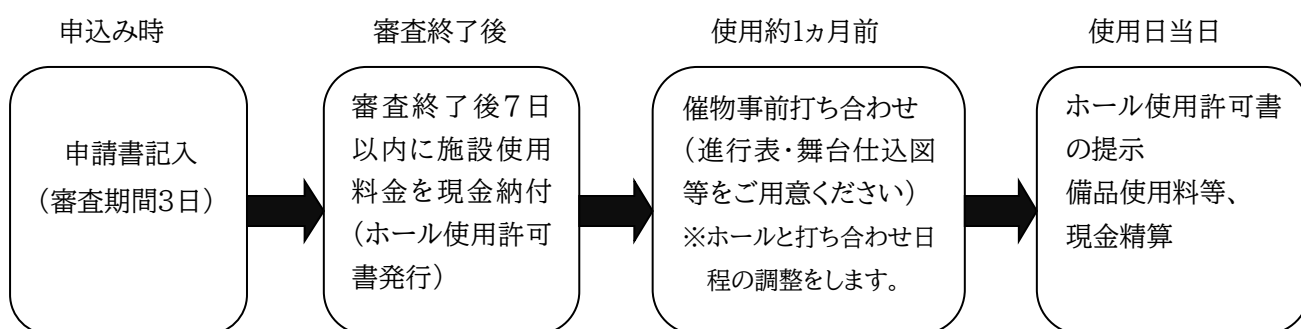 申込み時
申請書記入
(審査期間3日)
審査終了後
審査終了後7日
以内に施設使用
料金を現金納付
(ホール使用許可
書発行)
使用約1ヵ月前
催物事前打ち合わせ
(進行表・舞台仕込図
等をご用意ください)
※ホールと打ち合わせ日
程の調整をします。
使用日当日
ホール使用許可書
の提示
備品使用料等、
現金精算